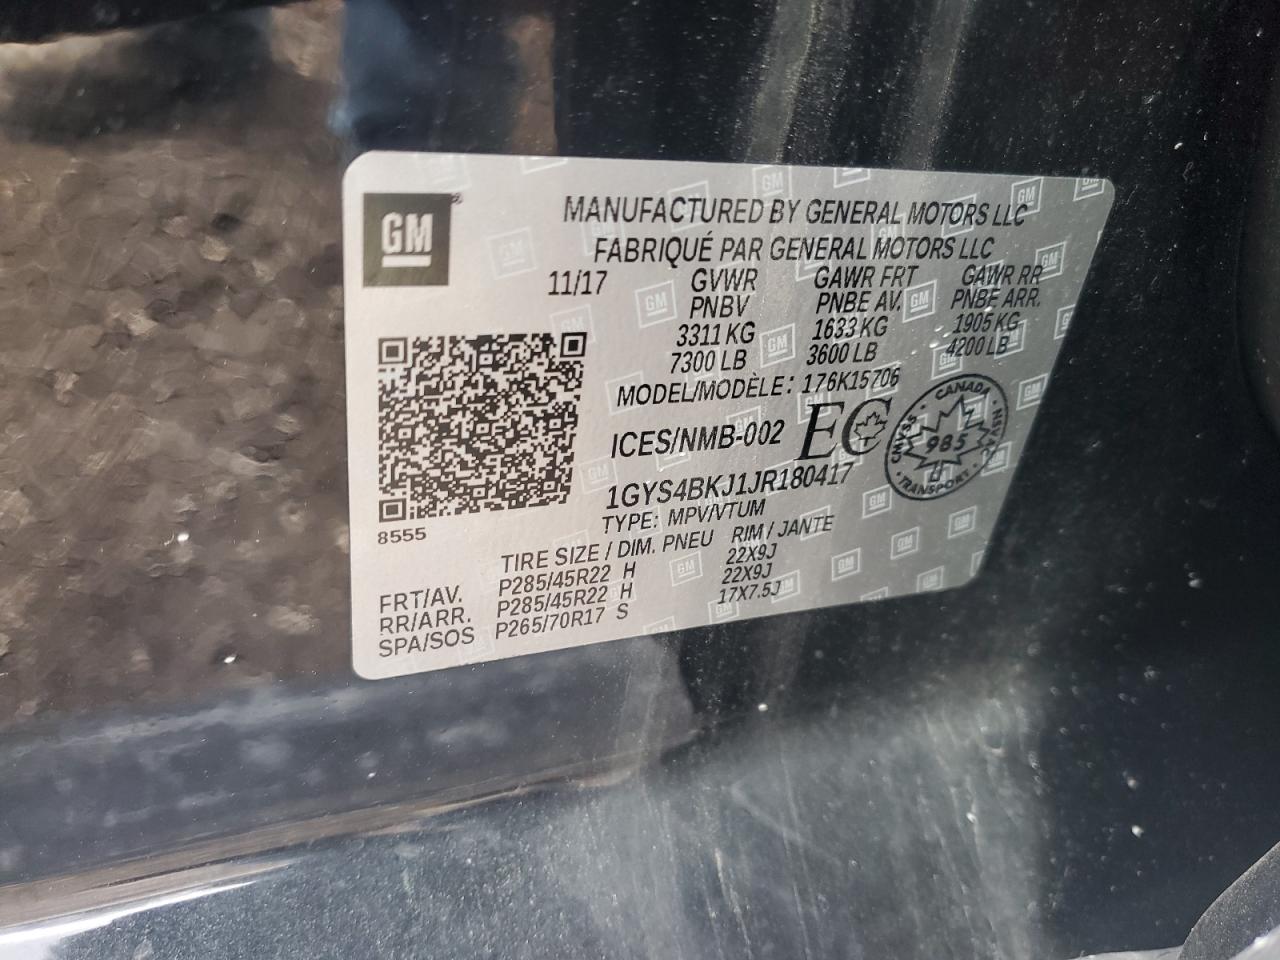 GM
MANUFACTURED BY GENERAL MOTORS LLC
FABRIQUÉ PAR GENERAL MOTORS LLC
11/17 GVWR GAWR FRT GAWR RR
PNBV PNBE AV. PNBE ARR.
3311 KG 1633 KG 1905 KG
7300 LB 3600 LB 4200 LB
MODEL/MODÈLE: 176K15706
ICES/NMB-002 EC
CANADA
CMVSS 985 NSVAC
TRANSPORT
1GYS4BKJ1JR180417
TYPE: MPV/VTUM
8555
TIRE SIZE / DIM. PNEU RIM / JANTE
FRT/AV. P285/45R22 H 22X9J
RR/ARR. P285/45R22 H 22X9J
SPA/SOS P265/70R17 S 17X7.5J